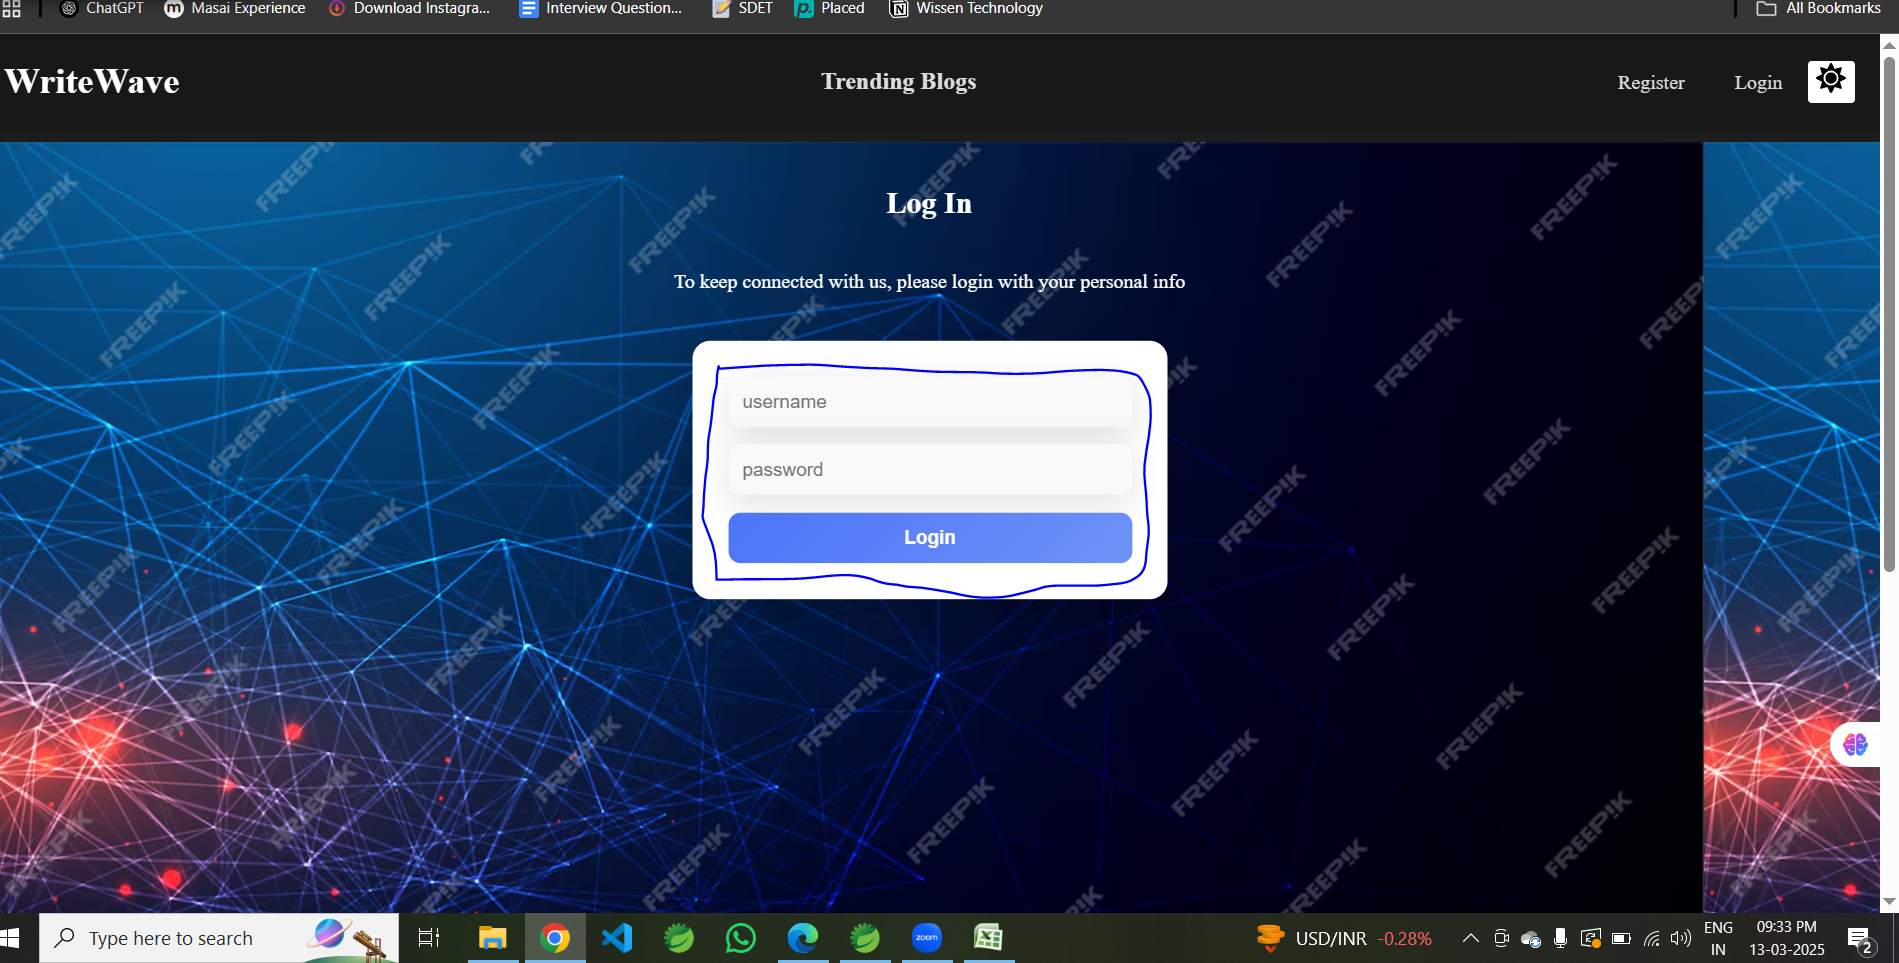 ChatGPT Masai Experience Download Instagra... Interview Question... SDET Placed Wissen Technology All Bookmarks
WriteWave Trending Blogs Register Login
Log In
To keep connected with us, please login with your personal info
username
password
Login
FREEPIK
Type here to search zoom USD/INR -0.28% ENG 09:33 PM
IN 13-03-2025 2